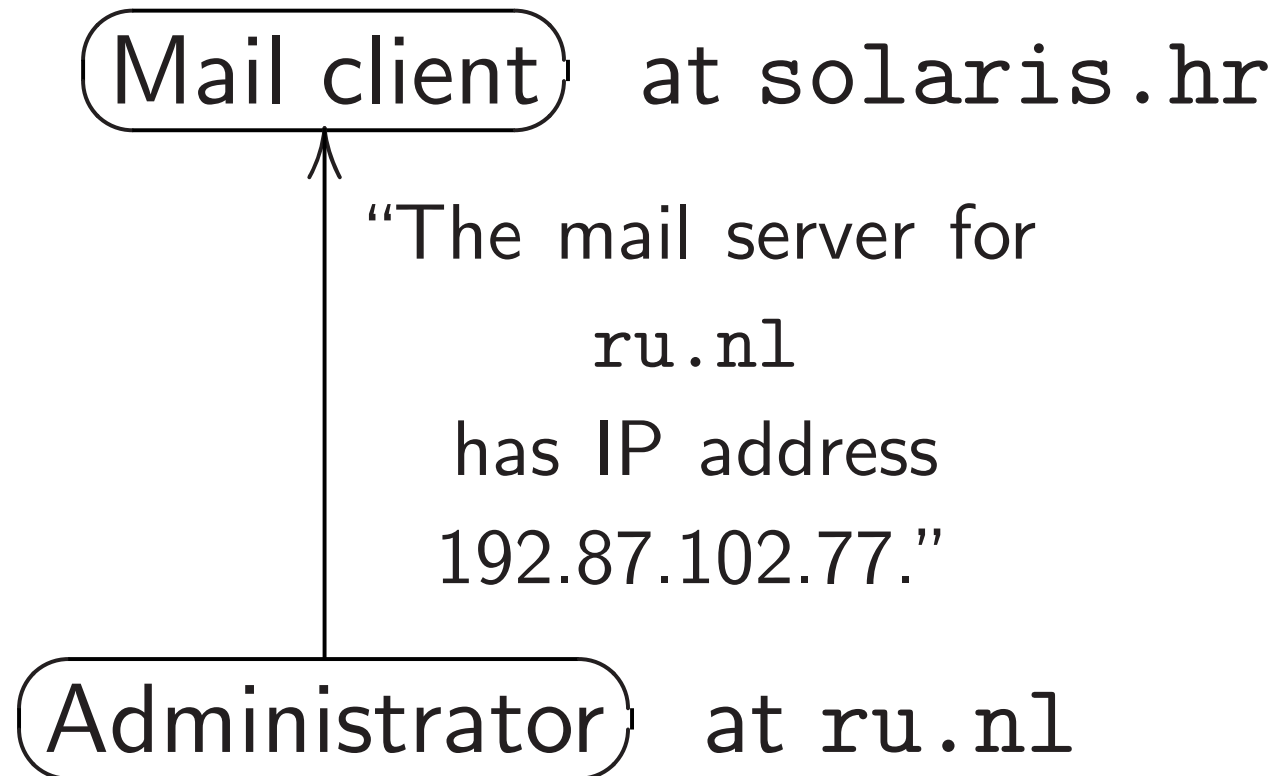 Mail client at solaris.hr
“The mail server for
ru.nl
has IP address
192.87.102.77.”
Administrator at ru.nl